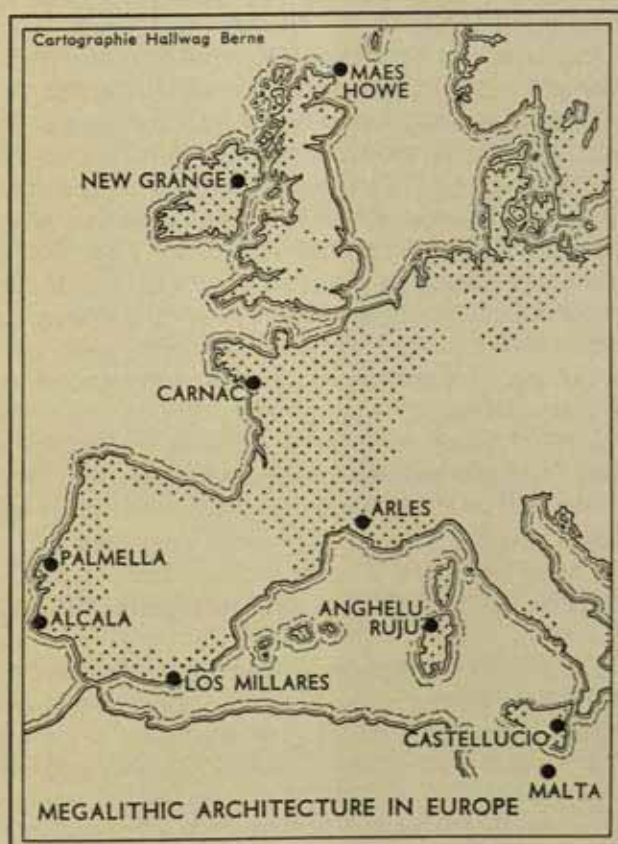 Cartographie Hallwag Berne
MAES
HOWE
NEW GRANGE
CARNAC
ARLES
PALMELLA
ANGHELU
RUJU
ALCALA
LOS MILLARES
CASTELLUCIO
MALTA
MEGALITHIC ARCHITECTURE IN EUROPE